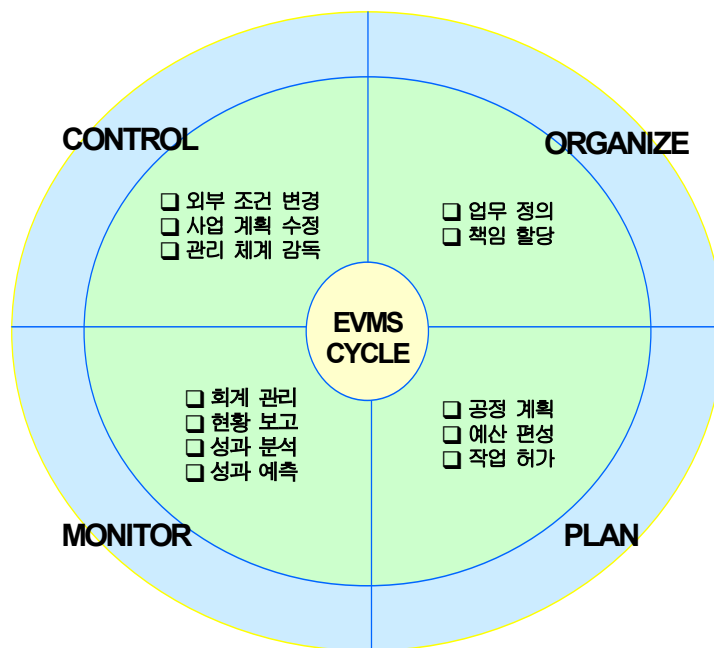 CONTROL
ORGANIZE
❑ 외부 조건 변경
❑ 사업 계획 수정
❑ 관리 체계 감독
❑ 업무 정의
❑ 책임 할당
EVMS
CYCLE
❑ 회계 관리
❑ 현황 보고
❑ 성과 분석
❑ 성과 예측
❑ 공정 계획
❑ 예산 편성
❑ 작업 허가
MONITOR
PLAN